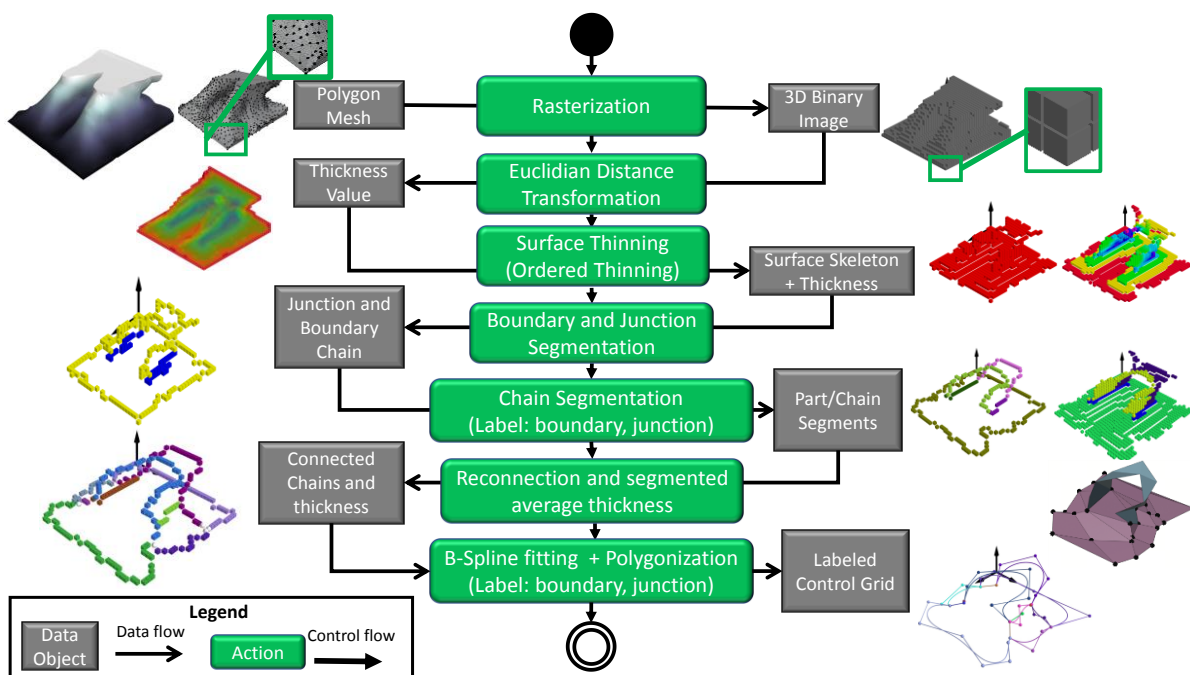 Polygon
Mesh
Rasterization
3D Binary
Image
Thickness
Value
Euclidian Distance
Transformation
Surface Thinning
(Ordered Thinning)
Surface Skeleton
+ Thickness
Junction and
Boundary
Chain
Boundary and Junction
Segmentation
Chain Segmentation
(Label: boundary, junction)
Part/Chain
Segments
Connected
Chains and
thickness
Reconnection and segmented
average thickness
B-Spline fitting + Polygonization
(Label: boundary, junction)
Labeled
Control Grid
Legend
Data
Object
Data flow
Action
Control flow